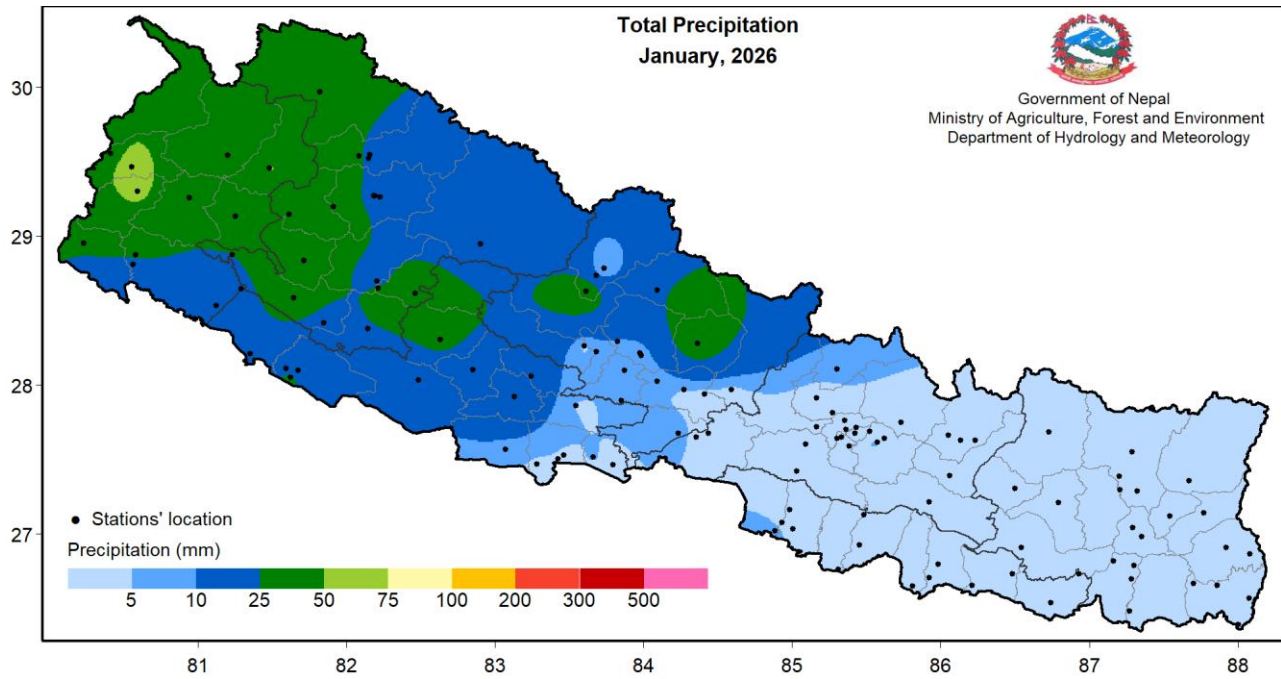 Total Precipitation
January, 2026
Government of Nepal
Ministry of Agriculture, Forest and Environment
Department of Hydrology and Meteorology
30
29
28
27
● Stations' location
Precipitation (mm)
5 10 25 50 75 100 200 300 500
81 82 83 84 85 86 87 88